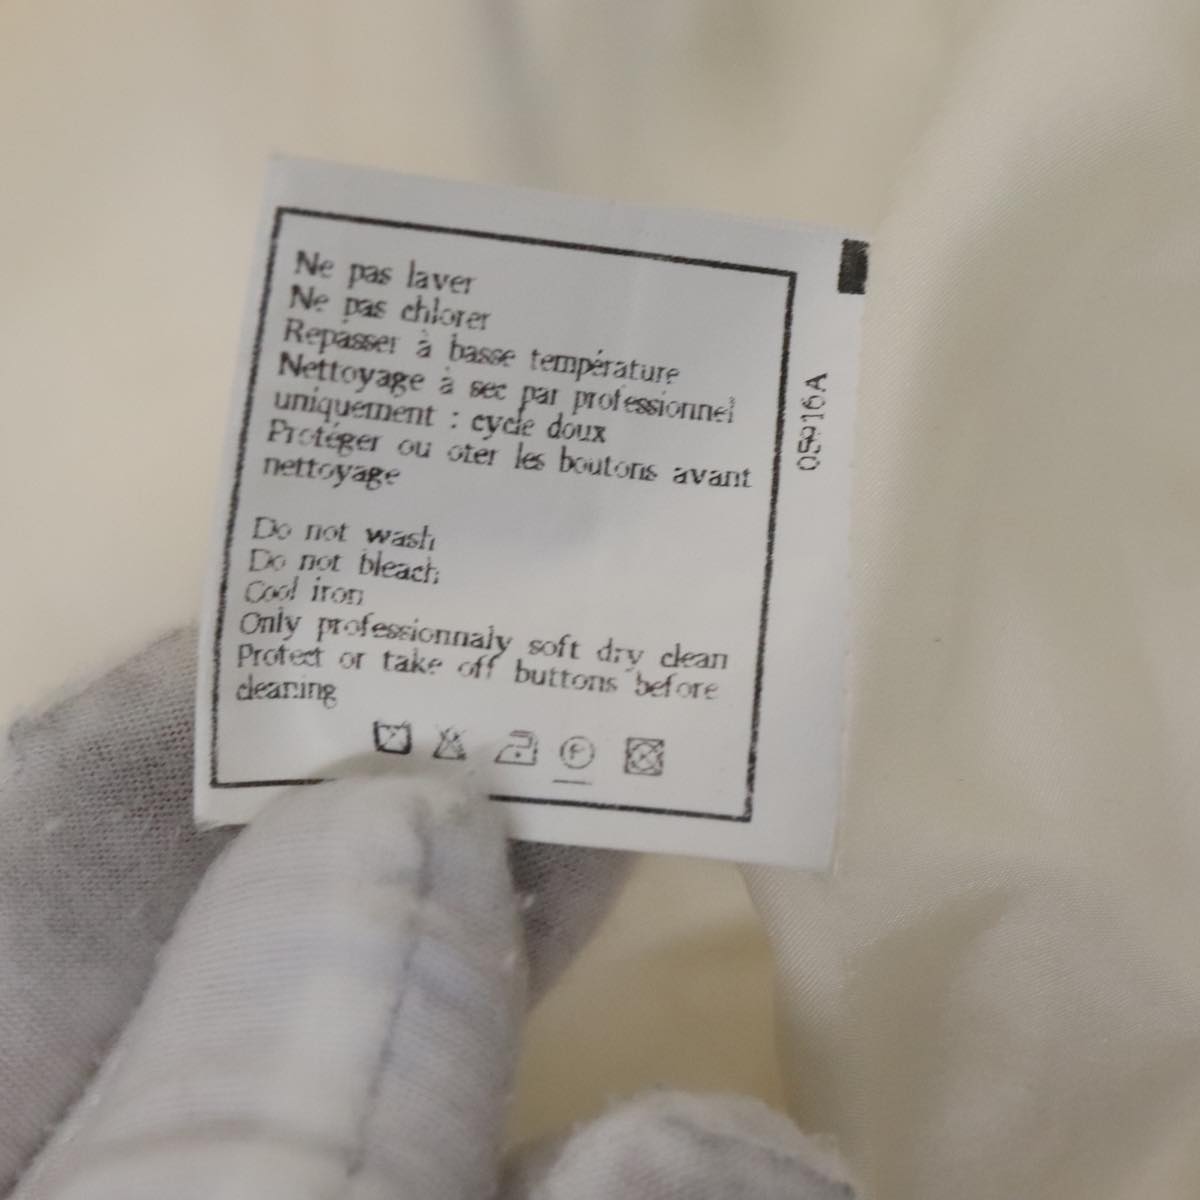 Ne pas laver
Ne pas chlorer
Repasser à basse température
Nettoyage à sec par professionnel
uniquement : cycle doux
Protéger ou oter les boutons avant
nettoyage
Do not wash
Do not bleach
Cool iron
Only professionnaly soft dry clean
Protect or take off buttons before
cleaning
P
05916A